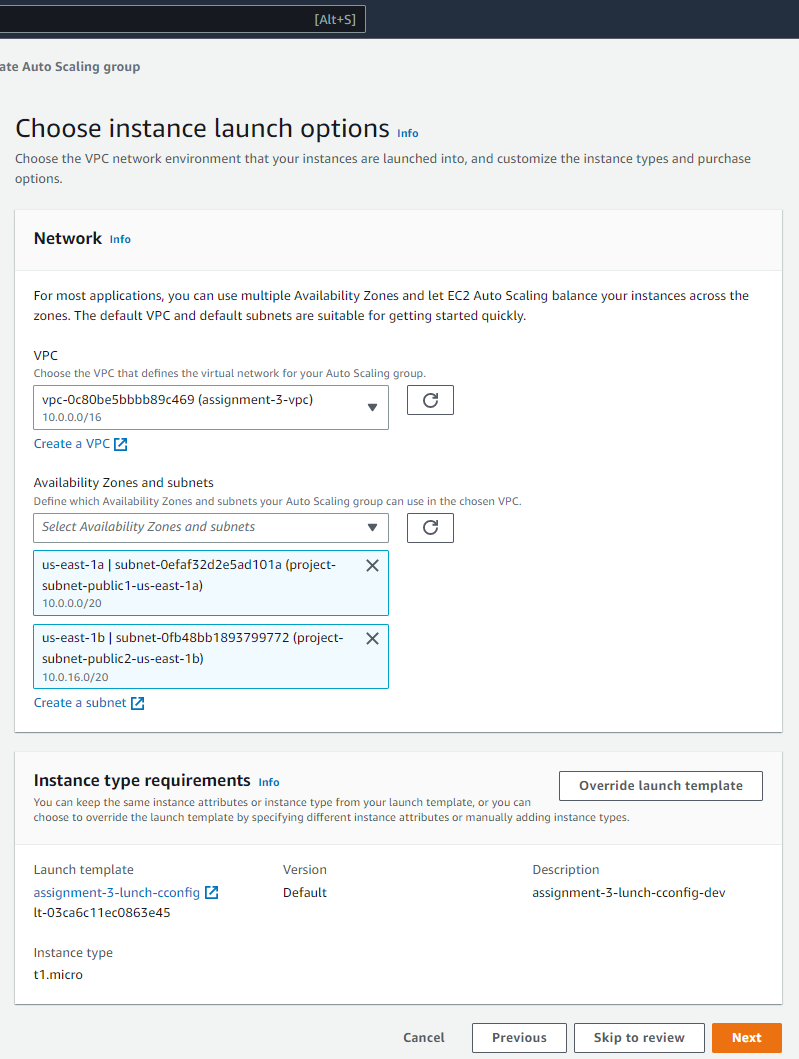 [Alt+S]
ate Auto Scaling group
Choose instance launch options Info
Choose the VPC network environment that your instances are launched into, and customize the instance types and purchase
options.
Network Info
For most applications, you can use multiple Availability Zones and let EC2 Auto Scaling balance your instances across the
zones. The default VPC and default subnets are suitable for getting started quickly.
VPC
Choose the VPC that defines the virtual network for your Auto Scaling group.
vpc-0c80be5bbbb89c469 (assignment-3-vpc)
10.0.0.0/16
Create a VPC
Availability Zones and subnets
Define which Availability Zones and subnets your Auto Scaling group can use in the chosen VPC.
Select Availability Zones and subnets
us-east-1a | subnet-0efaf32d2e5ad101a (project-
subnet-public1-us-east-1a)
10.0.0.0/20
us-east-1b | subnet-0fb48bb1893799772 (project-
subnet-public2-us-east-1b)
10.0.16.0/20
Create a subnet
Instance type requirements Info
Override launch template
You can keep the same instance attributes or instance type from your launch template, or you can
choose to override the launch template by specifying different instance attributes or manually adding instance types.
Launch template
assignment-3-lunch-cconfig
lt-03ca6c11ec0863e45
Version
Default
Description
assignment-3-lunch-cconfig-dev
Instance type
t1.micro
Cancel
Previous
Skip to review
Next